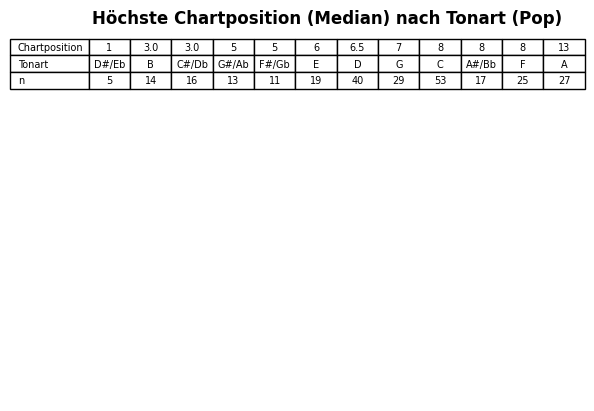 Höchste Chartposition (Median) nach Tonart (Pop)
Chartposition 1 3.0 3.0 5 5 6 6.5 7 8 8 8 13
Tonart D#/Eb B C#/Db G#/Ab F#/Gb E D G C A#/Bb F A
n 5 14 16 13 11 19 40 29 53 17 25 27